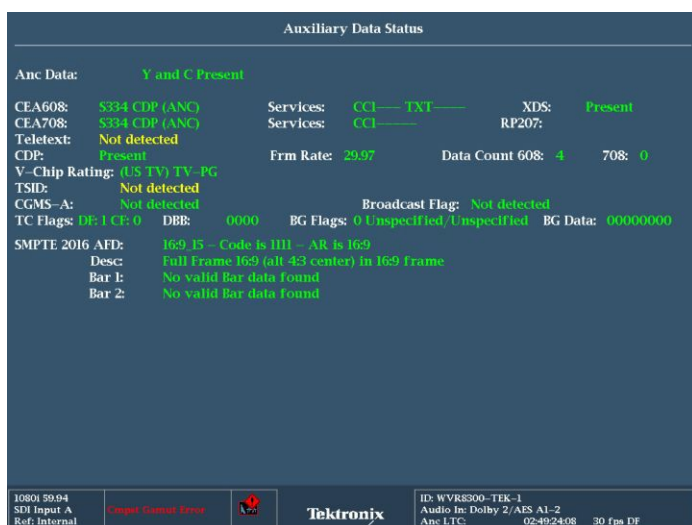 Auxiliary Data Status
Anc Data: Y and C Present
CEA608: S334 CDP (ANC) Services: CC1---- TXT----- XDS: Present
CEA708: S334 CDP (ANC) Services: CC1------ RP207:
Teletext: Not detected
CDP: Present Frm Rate: 29.97 Data Count 608: 4 708: 0
V-Chip Rating: (US TV) TV-PG
TSID: Not detected
CGMS-A: Not detected Broadcast Flag: Not detected
TC Flags: DF: 1 CF: 0 DBB: 0000 BG Flags: 0 Unspecified/Unspecified BG Data: 00000000
SMPTE 2016 AFD: 16:9_15 - Code is 1111 - AR is 16:9
Desc: Full Frame 16:9 (alt 4:3 center) in 16:9 frame
Bar 1: No valid Bar data found
Bar 2: No valid Bar data found
1080i 59.94
SDI Input A
Ref: Internal
Cmpst Gamut Error
Tektronix
ID: WVR8300-TEK-1
Audio In: Dolby 2/AES A1-2
Anc LTC: 02:49:24:08 30 fps DF